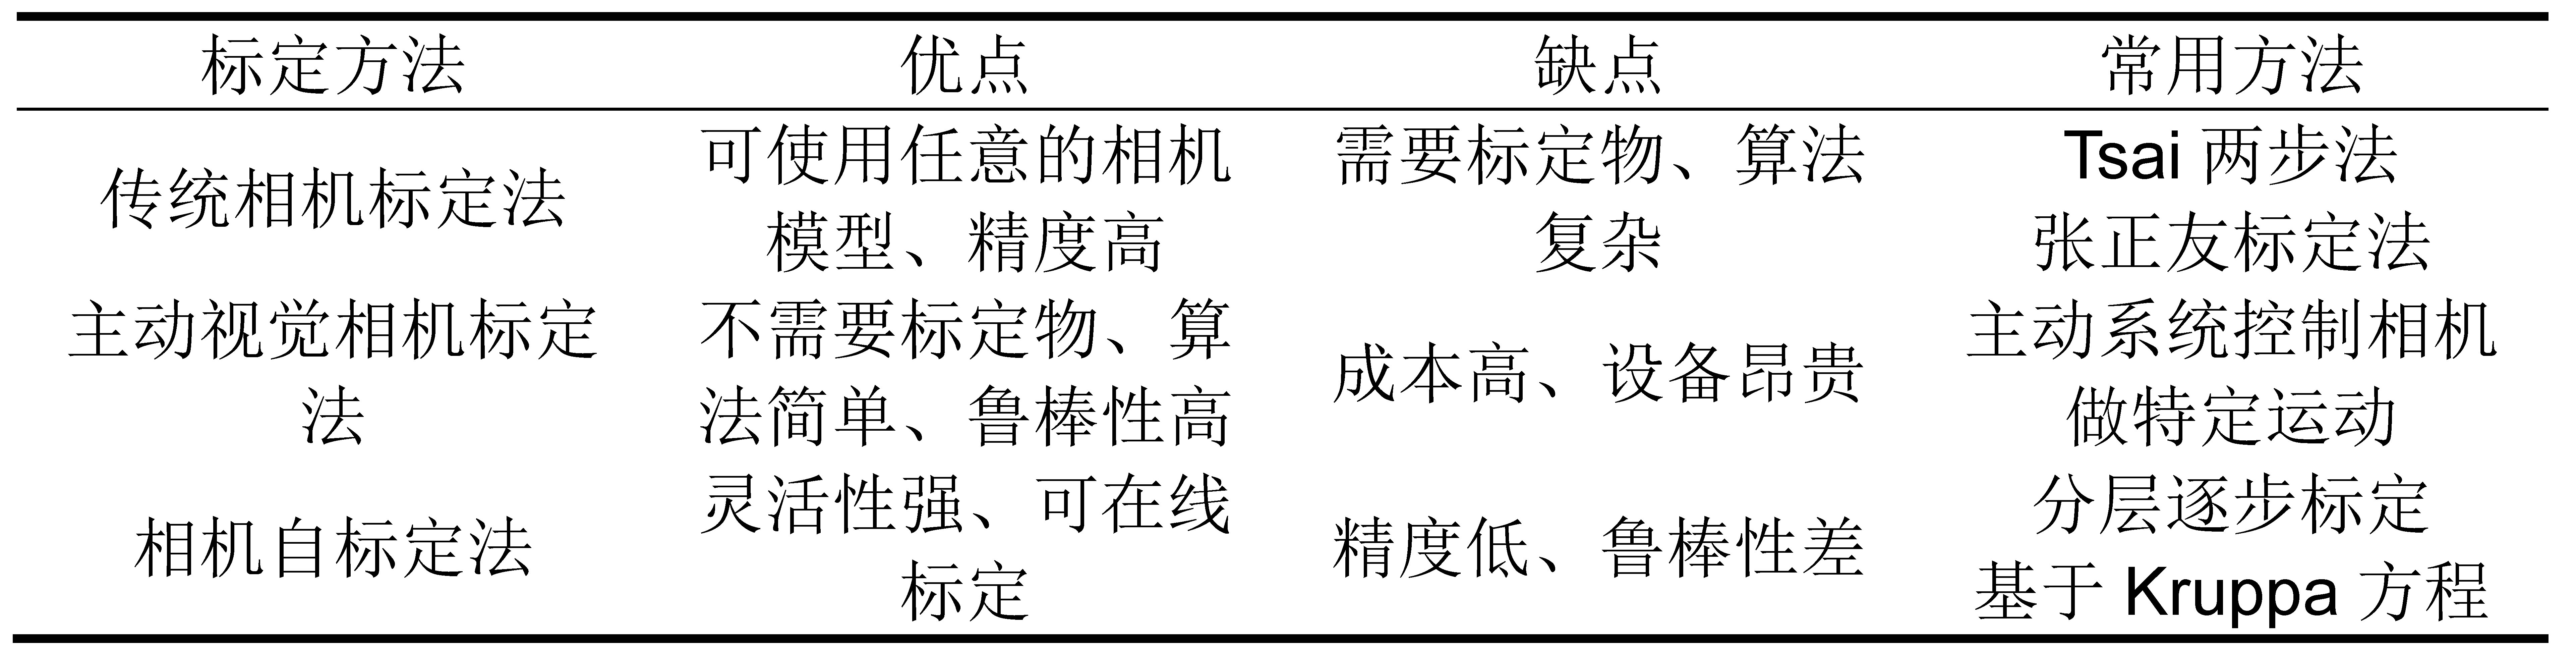 标定方法 优点 缺点 常用方法
传统相机标定法
可使用任意的相机
模型、精度高
需要标定物、算法
复杂
Tsai 两步法
张正友标定法
主动视觉相机标定
法
不需要标定物、算
法简单、鲁棒性高
成本高、设备昂贵
主动系统控制相机
做特定运动
相机自标定法
灵活性强、可在线
标定
精度低、鲁棒性差
分层逐步标定
基于 Kruppa 方程